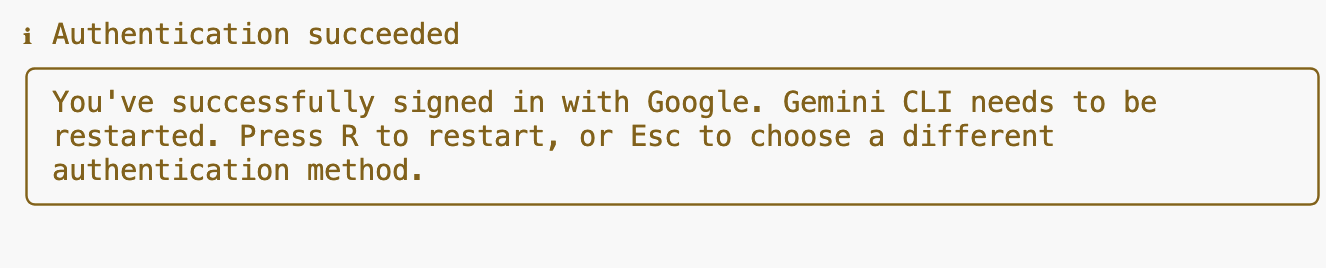 ℹ Authentication succeeded
You've successfully signed in with Google. Gemini CLI needs to be
restarted. Press R to restart, or Esc to choose a different
authentication method.